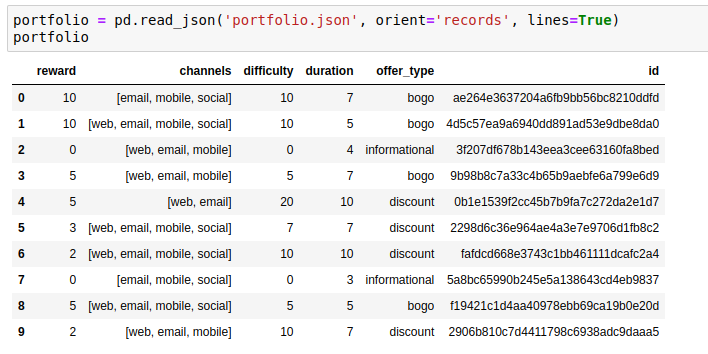 portfolio = pd.read_json('portfolio.json', orient='records', lines=True)
portfolio
reward channels difficulty duration offer_type id
0 10 [email, mobile, social] 10 7 bogo ae264e3637204a6fb9bb56bc8210ddfd
1 10 [web, email, mobile, social] 10 5 bogo 4d5c57ea9a6940dd891ad53e9dbe8da0
2 0 [web, email, mobile] 0 4 informational 3f207df678b143eea3cee63160fa8bed
3 5 [web, email, mobile] 5 7 bogo 9b98b8c7a33c4b65b9aebfe6a799e6d9
4 5 [web, email] 20 10 discount 0b1e1539f2cc45b7b9fa7c272da2e1d7
5 3 [web, email, mobile, social] 7 7 discount 2298d6c36e964ae4a3e7e9706d1fb8c2
6 2 [web, email, mobile, social] 10 10 discount fafdcd668e3743c1bb461111dcafc2a4
7 0 [email, mobile, social] 0 3 informational 5a8bc65990b245e5a138643cd4eb9837
8 5 [web, email, mobile, social] 5 5 bogo f19421c1d4aa40978ebb69ca19b0e20d
9 2 [web, email, mobile] 10 7 discount 2906b810c7d4411798c6938adc9daaa5